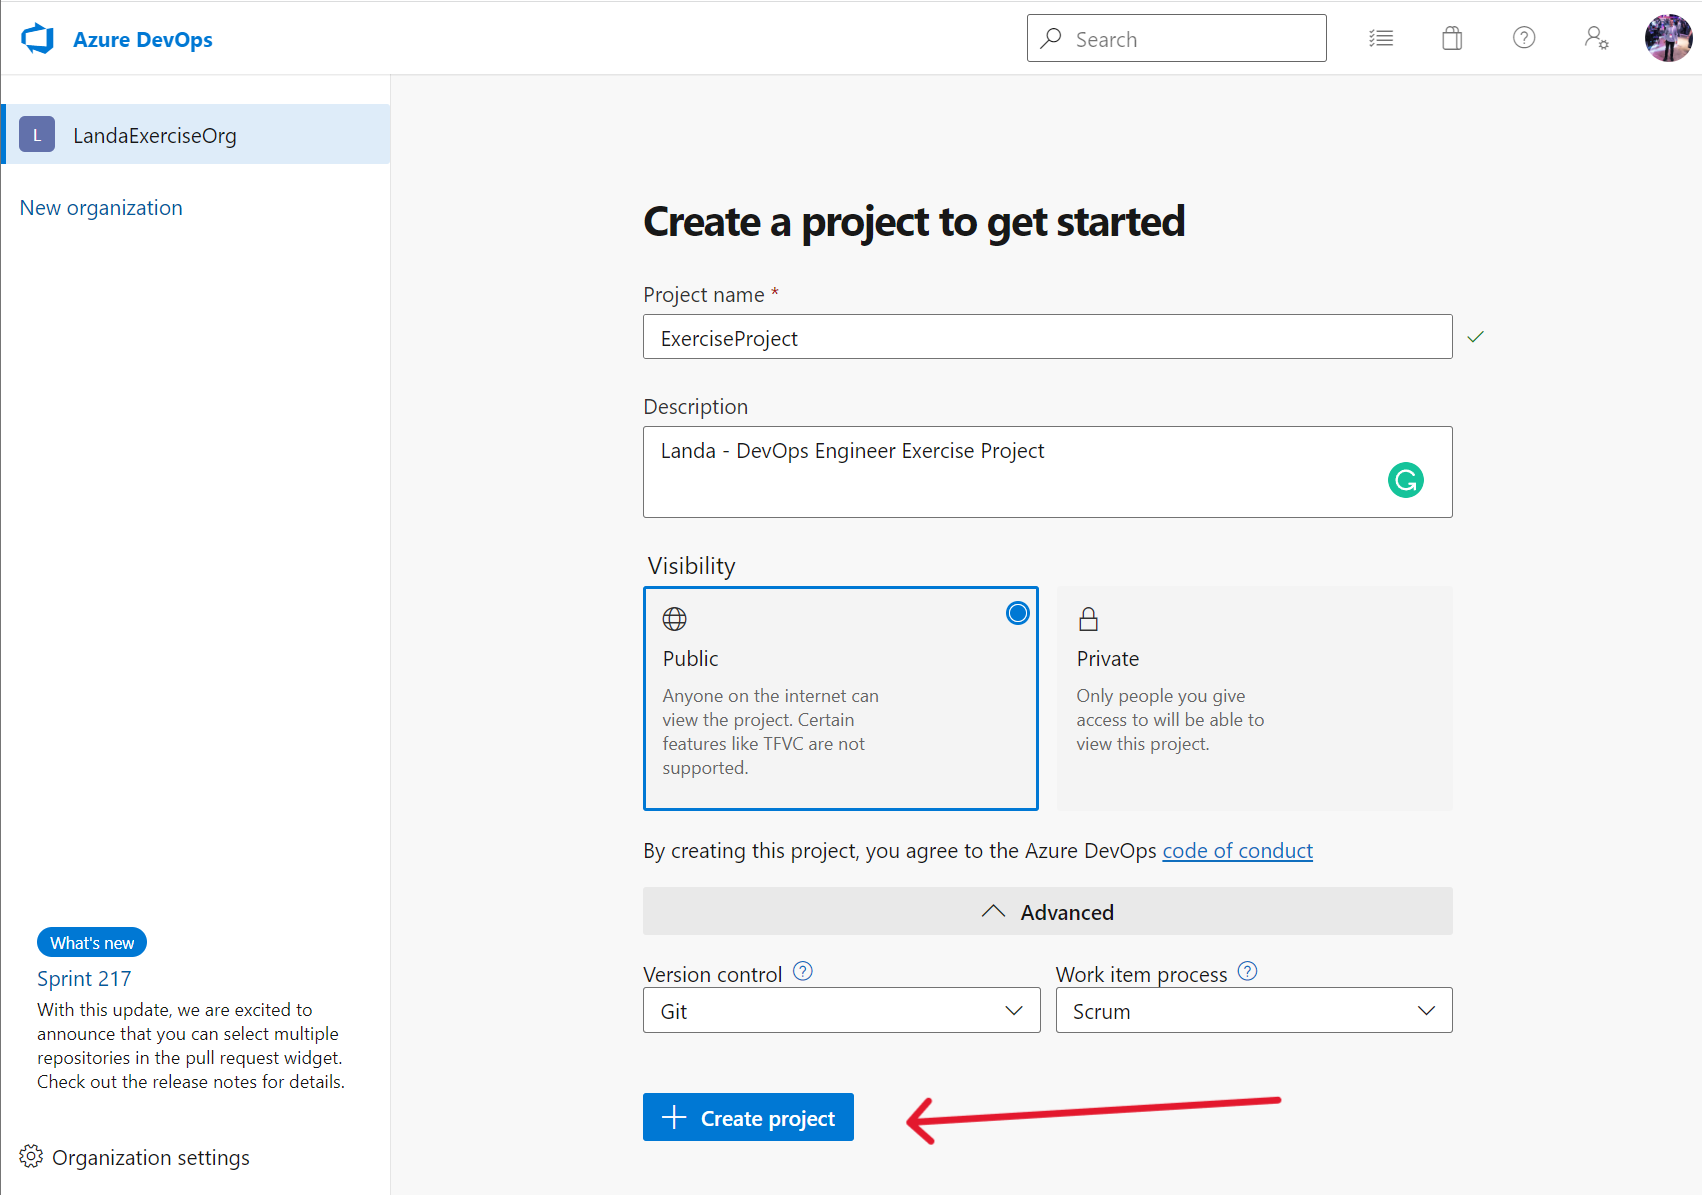 Azure DevOps
Search
L
LandaExerciseOrg
New organization
Create a project to get started
Project name *
ExerciseProject
Description
Landa - DevOps Engineer Exercise Project
Visibility
Public
Anyone on the internet can
view the project. Certain
features like TFVC are not
supported.
Private
Only people you give
access to will be able to
view this project.
By creating this project, you agree to the Azure DevOps code of conduct
Advanced
Version control ?
Git
Work item process ?
Scrum
Create project
What's new
Sprint 217
With this update, we are excited to
announce that you can select multiple
repositories in the pull request widget.
Check out the release notes for details.
Organization settings